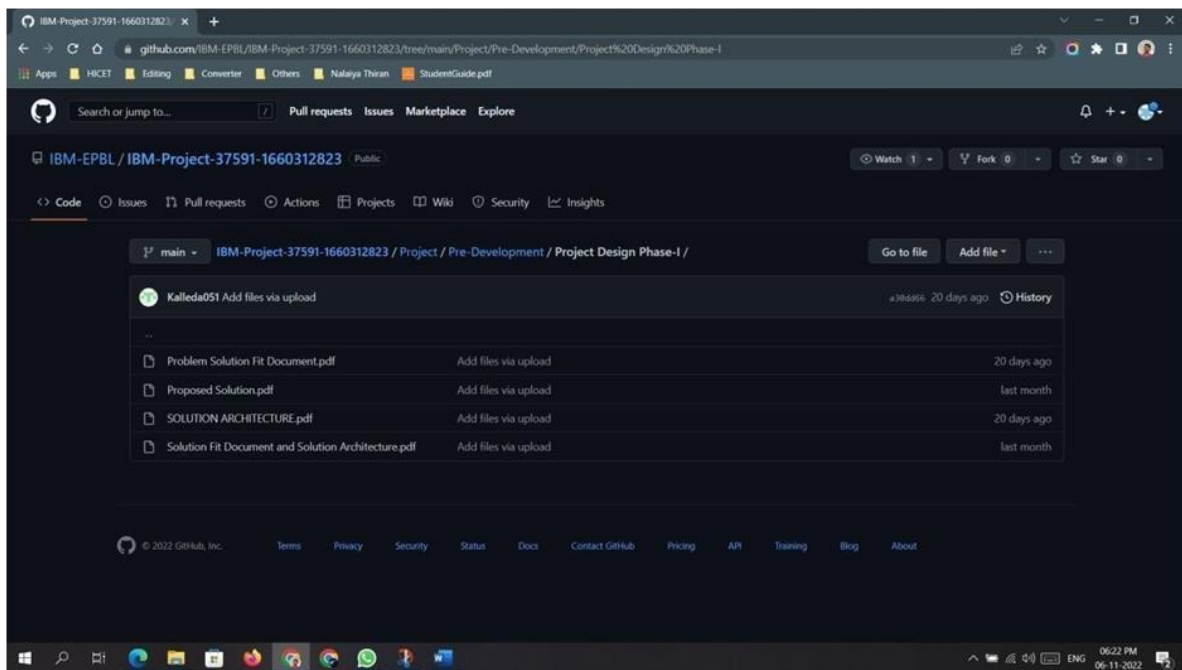 IBM-Project-37591-1660312823/
github.com/IBM-EPBL/IBM-Project-37591-1660312823/tree/main/Project/Pre-Development/Project%20Design%20Phase-I
Apps HICET Editing Converter Others Nalaiya Thiran StudentGuide.pdf
Search or jump to... / Pull requests Issues Marketplace Explore
IBM-EPBL / IBM-Project-37591-1660312823 Public Watch 1 Fork 0 Star 0
<> Code Issues Pull requests Actions Projects Wiki Security Insights
main IBM-Project-37591-1660312823 / Project / Pre-Development / Project Design Phase-I / Go to file Add file ...
Kalleda051 Add files via upload 20 days ago History
..
Problem Solution Fit Document.pdf Add files via upload 20 days ago
Proposed Solution.pdf Add files via upload last month
SOLUTION ARCHITECTURE.pdf Add files via upload 20 days ago
Solution Fit Document and Solution Architecture.pdf Add files via upload last month
© 2022 GitHub, Inc. Terms Privacy Security Status Docs Contact GitHub Pricing API Training Blog About
ENG 06:22 PM
06-11-2022